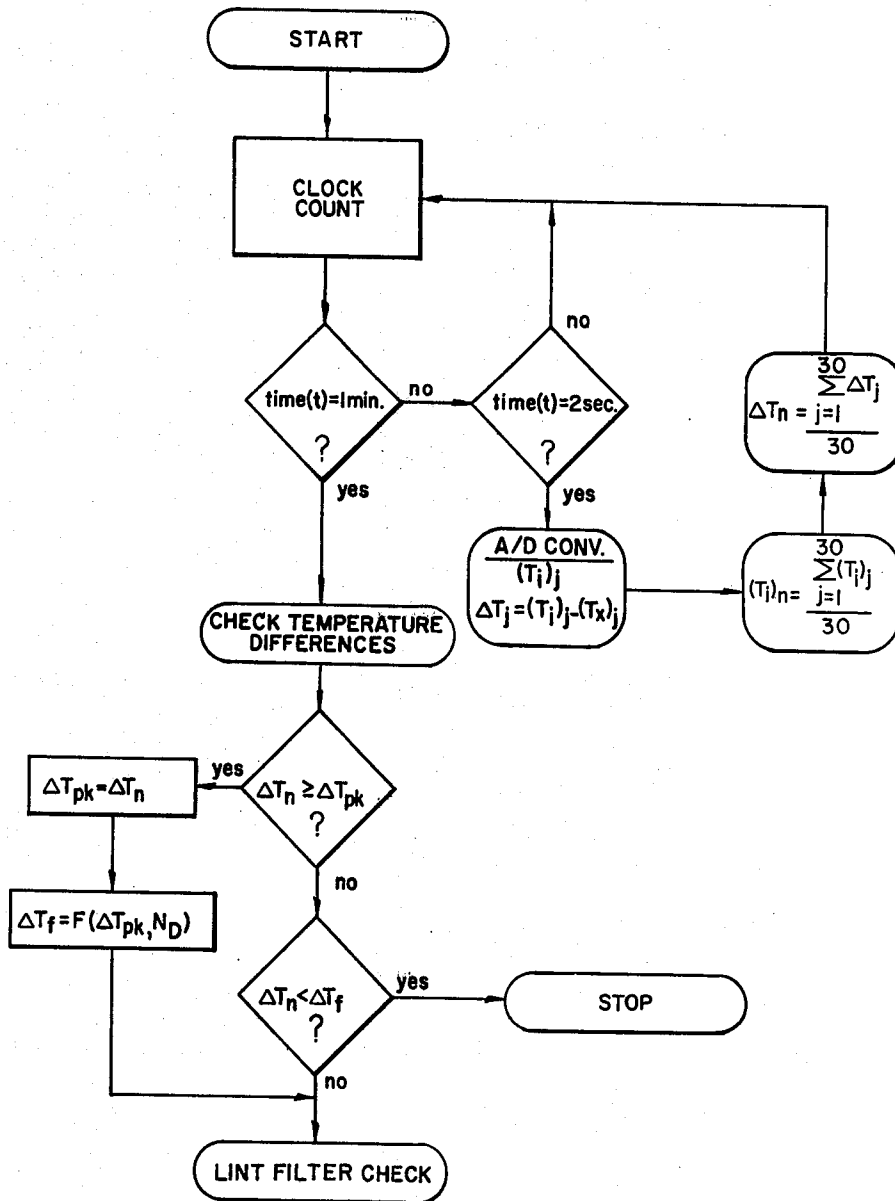 START
CLOCK
COUNT
time(t)=1min.
?
no
yes
time(t)=2sec.
?
no
yes
A/D CONV.
(Ti)j
ΔTj=(Ti)j-(Tx)j
30
(Ti)n= Σ(Ti)j
j=1
30
30
ΔTn= ΣΔTj
j=1
30
CHECK TEMPERATURE
DIFFERENCES
ΔTn≥ΔTpk
?
yes
no
ΔTpk=ΔTn
ΔTf=F(ΔTpk,ND)
ΔTn<ΔTf
?
yes
no
STOP
LINT FILTER CHECK